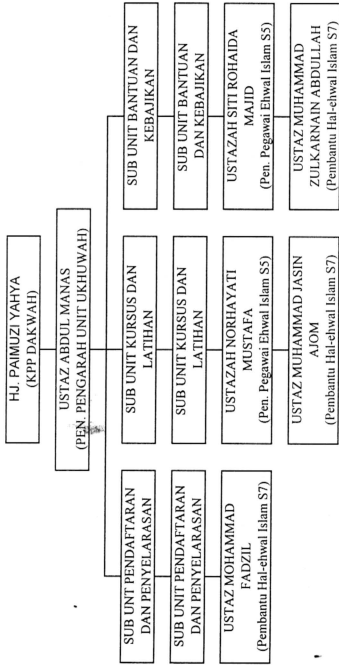 HJ. PAIMUZI YAHYA
(KPP DAKWAH)
USTAZ ABDUL MANAS
(PEN. PENGARAH UNIT UKHUWAH)
SUB UNIT PENDAFTARAN
DAN PENYELARASAN
SUB UNIT PENDAFTARAN
DAN PENYELARASAN
USTAZ MOHAMMAD
FADZIL
(Pembantu Hal-ehwal Islam S7)
SUB UNIT KURSUS DAN
LATIHAN
SUB UNIT KURSUS DAN
LATIHAN
USTAZAH NORHAYATI
MUSTAFA
(Pen. Pegawai Ehwal Islam S5)
USTAZ MUHAMMAD JASIN
AJOM
(Pembantu Hal-ehwal Islam S7)
SUB UNIT BANTUAN DAN
KEBAJIKAN
SUB UNIT BANTUAN
DAN KEBAJIKAN
USTAZAH SITI ROHAIDA
MAJID
(Pen. Pegawai Ehwal Islam S5)
USTAZ MUHAMMAD
ZULKARNAIN ABDULLAH
(Pembantu Hal-ehwal Islam S7)